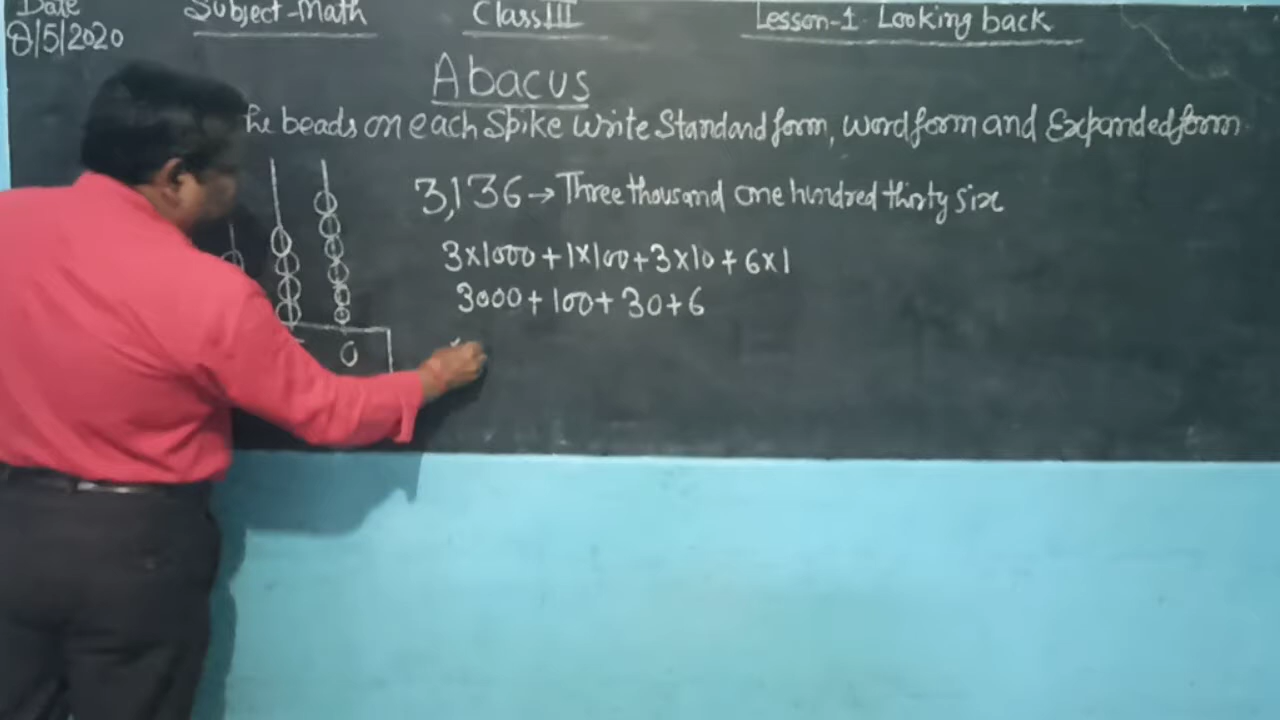 Date Subject-Math Class III Lesson-1 Looking back
8/5/2020
Abacus
he beads on each Spike write Standard form, word form and Expanded form
3,136 → Three thousand one hundred thirty six
3x1000 + 1x100 + 3x10 + 6x1
3000 + 100 + 30 + 6
O